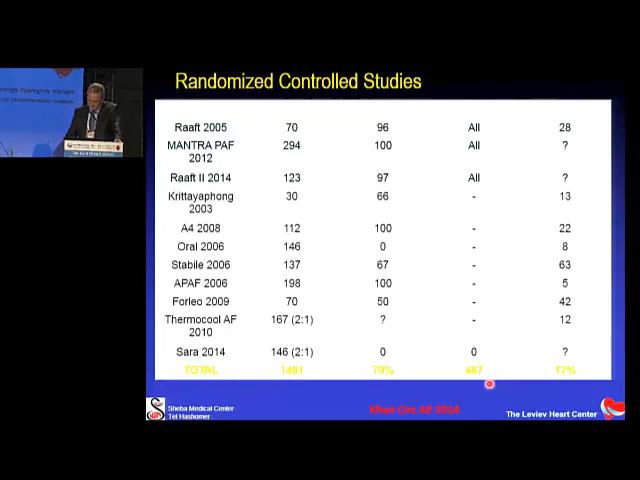 Randomized Controlled Studies
Raaft 2005 70 96 All 28
MANTRA PAF 2012 294 100 All ?
Raaft II 2014 123 97 All ?
Krittayaphong 2003 30 66 - 13
A4 2008 112 100 - 22
Oral 2006 146 0 - 8
Stabile 2006 137 67 - 63
APAF 2006 198 100 - 5
Forleo 2009 70 50 - 42
Thermocool AF 2010 167 (2:1) ? - 12
Sara 2014 146 (2:1) 0 0 ?
TOTAL 1491 70% 487 17%
Sheba Medical Center
Tel Hashomer
Khan Circ AE 2014
The Leviev Heart Center